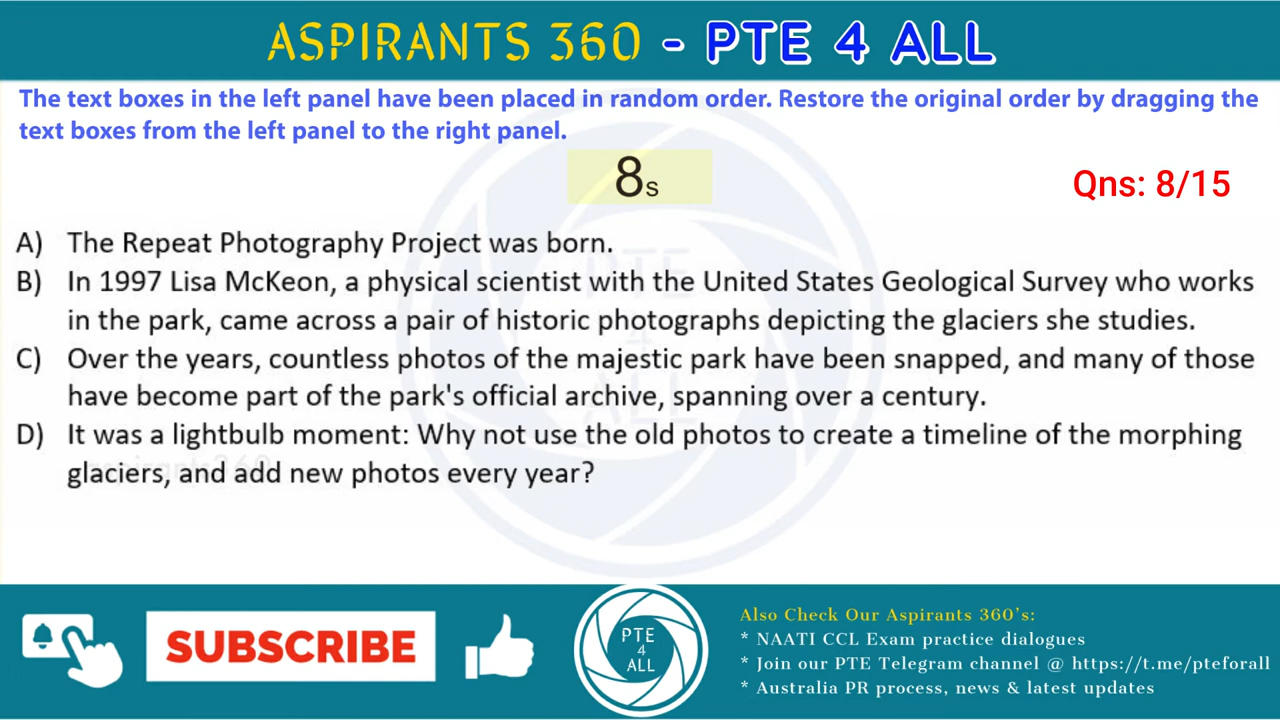 ASPIRANTS 360 - PTE 4 ALL
The text boxes in the left panel have been placed in random order. Restore the original order by dragging the
text boxes from the left panel to the right panel.
8s
Qns: 8/15
A) The Repeat Photography Project was born.
B) In 1997 Lisa McKeon, a physical scientist with the United States Geological Survey who works
in the park, came across a pair of historic photographs depicting the glaciers she studies.
C) Over the years, countless photos of the majestic park have been snapped, and many of those
have become part of the park's official archive, spanning over a century.
D) It was a lightbulb moment: Why not use the old photos to create a timeline of the morphing
glaciers, and add new photos every year?
SUBSCRIBE
PTE
4
ALL
Also Check Our Aspirants 360's:
* NAATI CCL Exam practice dialogues
* Join our PTE Telegram channel @ https://t.me/pteforall
* Australia PR process, news & latest updates